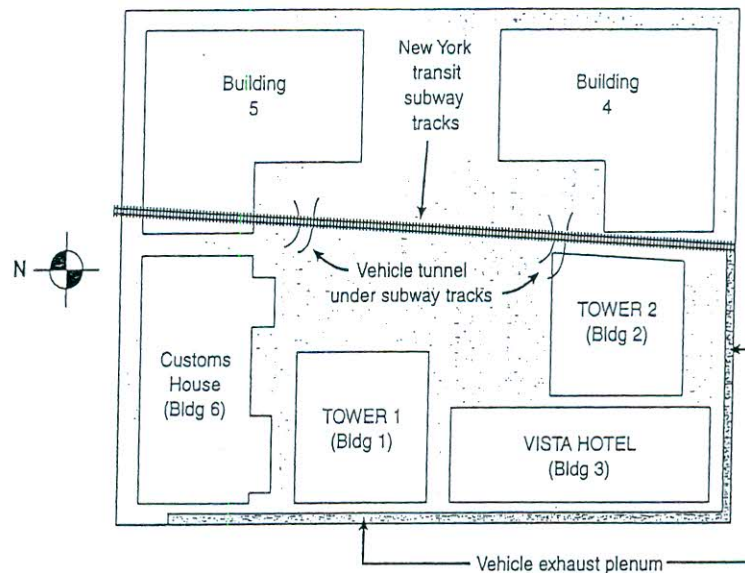 New York
transit
subway
tracks
Building
5
Building
4
N
Vehicle tunnel
under subway tracks
TOWER 2
(Bldg 2)
Customs
House
(Bldg 6)
TOWER 1
(Bldg 1)
VISTA HOTEL
(Bldg 3)
Vehicle exhaust plenum